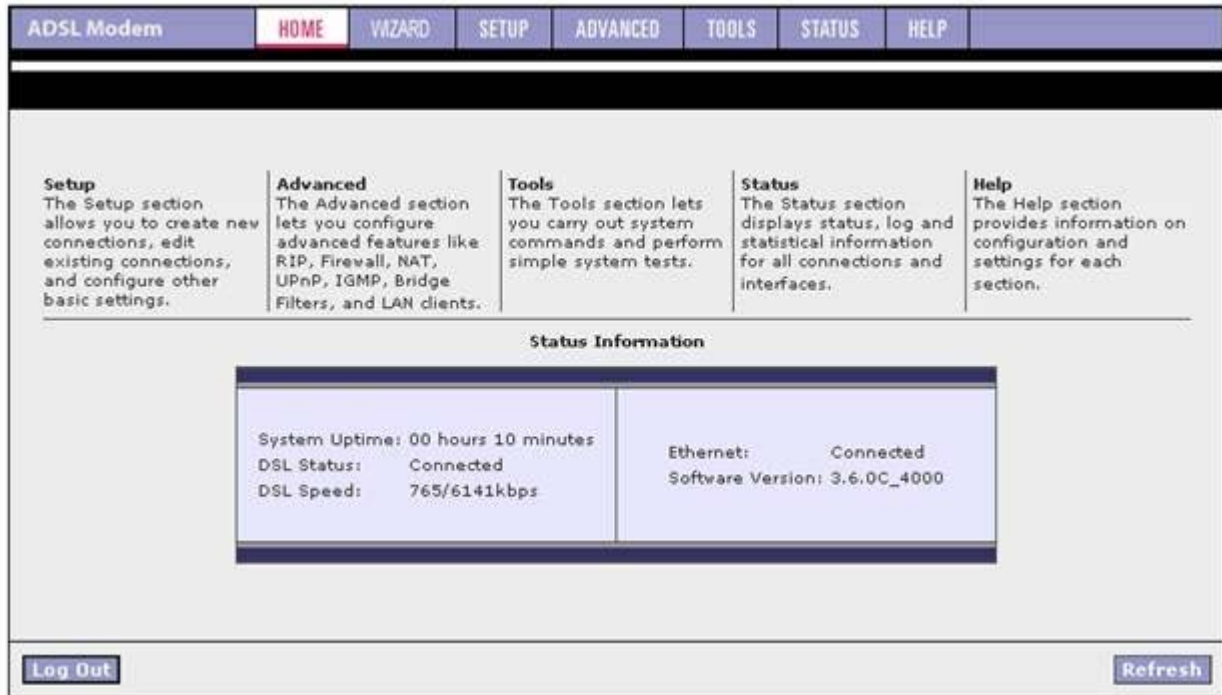 ADSL Modem HOME WIZARD SETUP ADVANCED TOOLS STATUS HELP
Setup
The Setup section
allows you to create new
connections, edit
existing connections,
and configure other
basic settings.
Advanced
The Advanced section
lets you configure
advanced features like
RIP, Firewall, NAT,
UPnP, IGMP, Bridge
Filters, and LAN clients.
Tools
The Tools section lets
you carry out system
commands and perform
simple system tests.
Status
The Status section
displays status, log and
statistical information
for all connections and
interfaces.
Help
The Help section
provides information on
configuration and
settings for each
section.
Status Information
System Uptime: 00 hours 10 minutes
DSL Status: Connected
DSL Speed: 765/6141kbps
Ethernet: Connected
Software Version: 3.6.0C_4000
Log Out Refresh